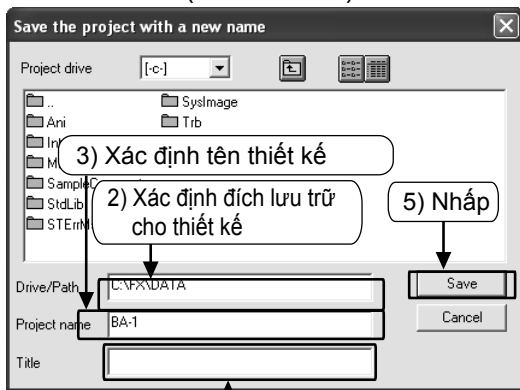 Save the project with a new name
Project drive [-c-]
.. SysImage
Ani Trb
3) Xác định tên thiết kế
2) Xác định đích lưu trữ
cho thiết kế
5) Nhấp
StdLib
Drive/Path C:\FX\DATA Save
Project name BA-1 Cancel
Title